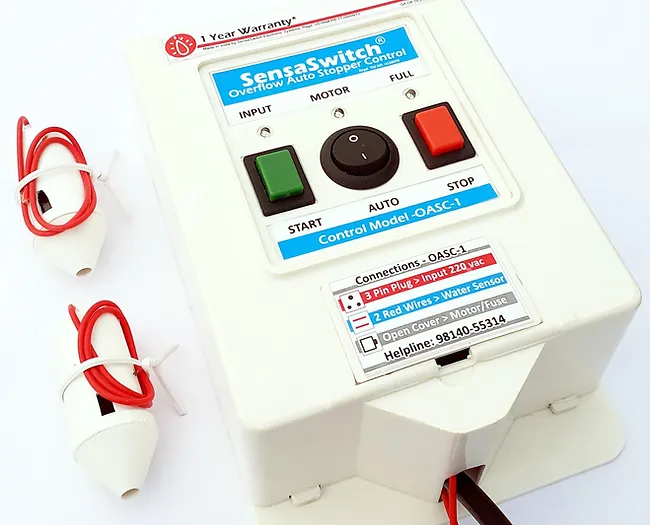 1 Year Warranty*
SensaSwitch®
Overflow Auto Stopper Control
INPUT MOTOR FULL
START AUTO STOP
Control Model -OASC-1
Connections - OASC-1
3 Pin Plug > Input 220 vac
2 Red Wires > Water Sensor
Open Cover > Motor/Fuse
Helpline: 98140-55314